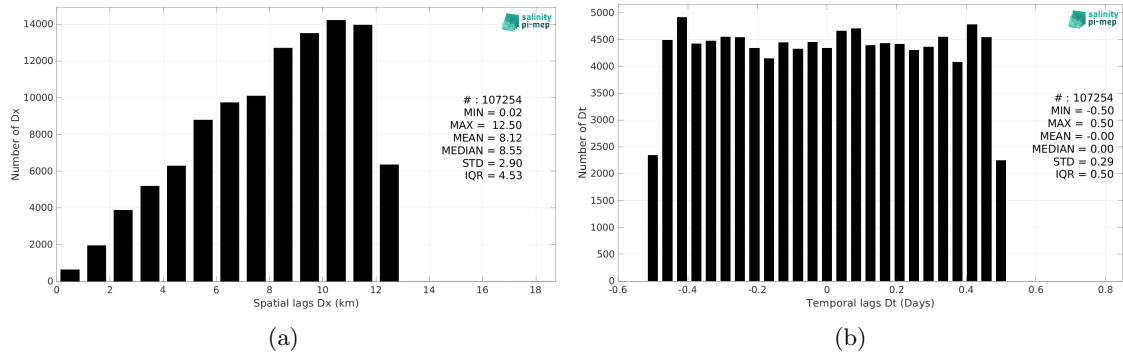 14000
12000
10000
8000
6000
4000
2000
0
Number of Dx
0 2 4 6 8 10 12 14 16 18
Spatial lags Dx (km)
salinity
pi-mep
# : 107254
MIN = 0.02
MAX = 12.50
MEAN = 8.12
MEDIAN = 8.55
STD = 2.90
IQR = 4.53
(a)
5000
4500
4000
3500
3000
2500
2000
1500
1000
500
0
Number of Dt
-0.6 -0.4 -0.2 0 0.2 0.4 0.6 0.8
Temporal lags Dt (Days)
salinity
pi-mep
# : 107254
MIN = -0.50
MAX = 0.50
MEAN = -0.00
MEDIAN = 0.00
STD = 0.29
IQR = 0.50
(b)